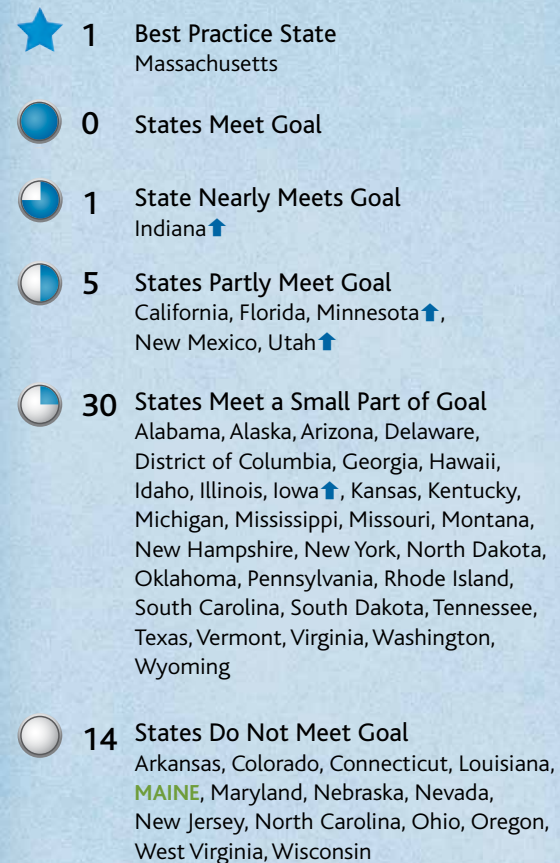 1 Best Practice State
Massachusetts
0 States Meet Goal
1 State Nearly Meets Goal
Indiana⬆
5 States Partly Meet Goal
California, Florida, Minnesota⬆,
New Mexico, Utah⬆
30 States Meet a Small Part of Goal
Alabama, Alaska, Arizona, Delaware,
District of Columbia, Georgia, Hawaii,
Idaho, Illinois, Iowa⬆, Kansas, Kentucky,
Michigan, Mississippi, Missouri, Montana,
New Hampshire, New York, North Dakota,
Oklahoma, Pennsylvania, Rhode Island,
South Carolina, South Dakota, Tennessee,
Texas, Vermont, Virginia, Washington,
Wyoming
14 States Do Not Meet Goal
Arkansas, Colorado, Connecticut, Louisiana,
MAINE, Maryland, Nebraska, Nevada,
New Jersey, North Carolina, Ohio, Oregon,
West Virginia, Wisconsin